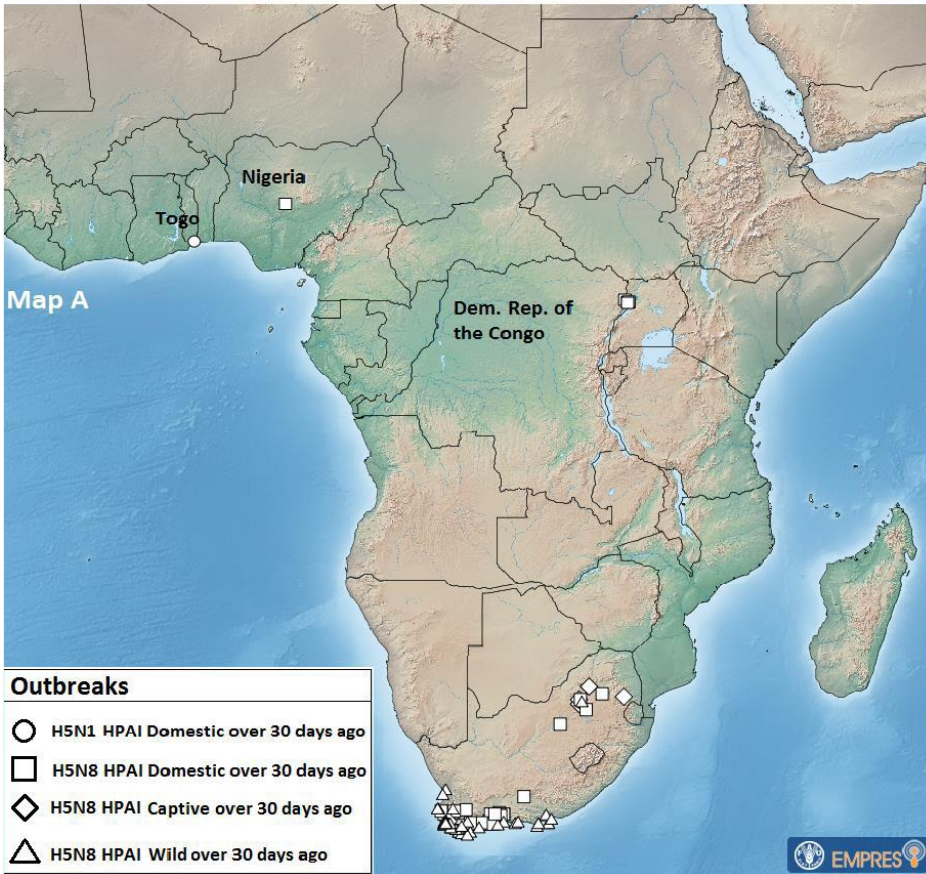 Nigeria
Togo
Map A
Dem. Rep. of
the Congo
Outbreaks
H5N1 HPAI Domestic over 30 days ago
H5N8 HPAI Domestic over 30 days ago
H5N8 HPAI Captive over 30 days ago
H5N8 HPAI Wild over 30 days ago
EMPRES